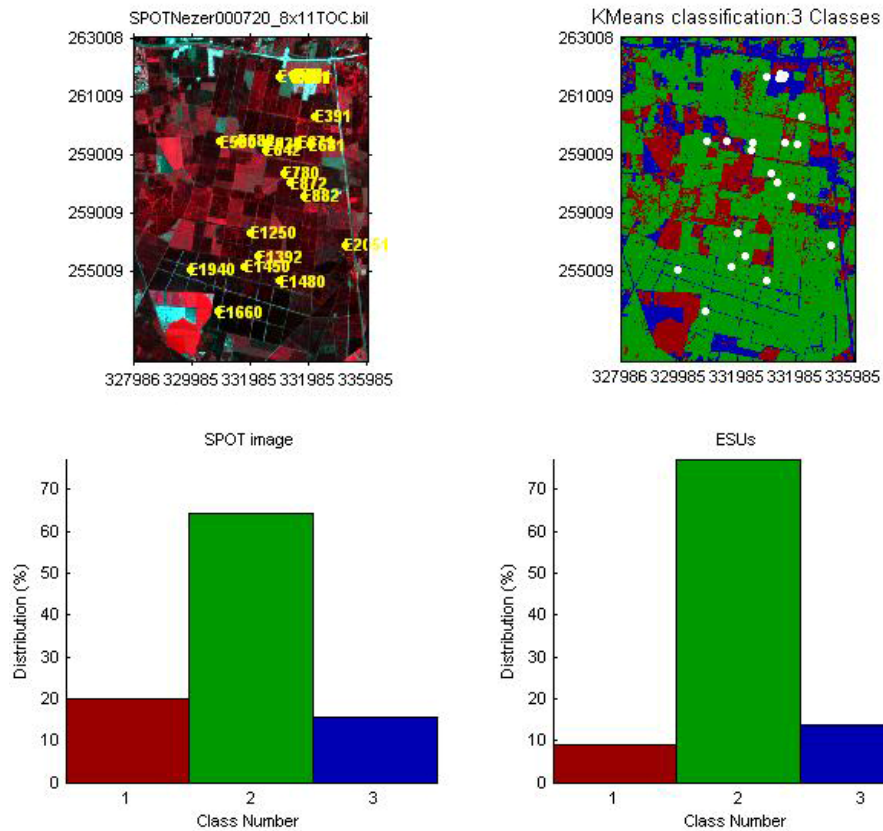 SPOTNezer000720_8x11TOC.bil
263008
261009
259009
259009
255009
E391
E780
E872
E882
E1250
E2051
E1392
E1450
E1940
E1480
E1660
327986 329985 331985 331985 335985
KMeans classification:3 Classes
263008
261009
259009
259009
255009
327986 329985 331985 331985 335985
SPOT image
Distribution (%)
70
60
50
40
30
20
10
0
1 2 3
Class Number
ESUs
Distribution (%)
70
60
50
40
30
20
10
0
1 2 3
Class Number